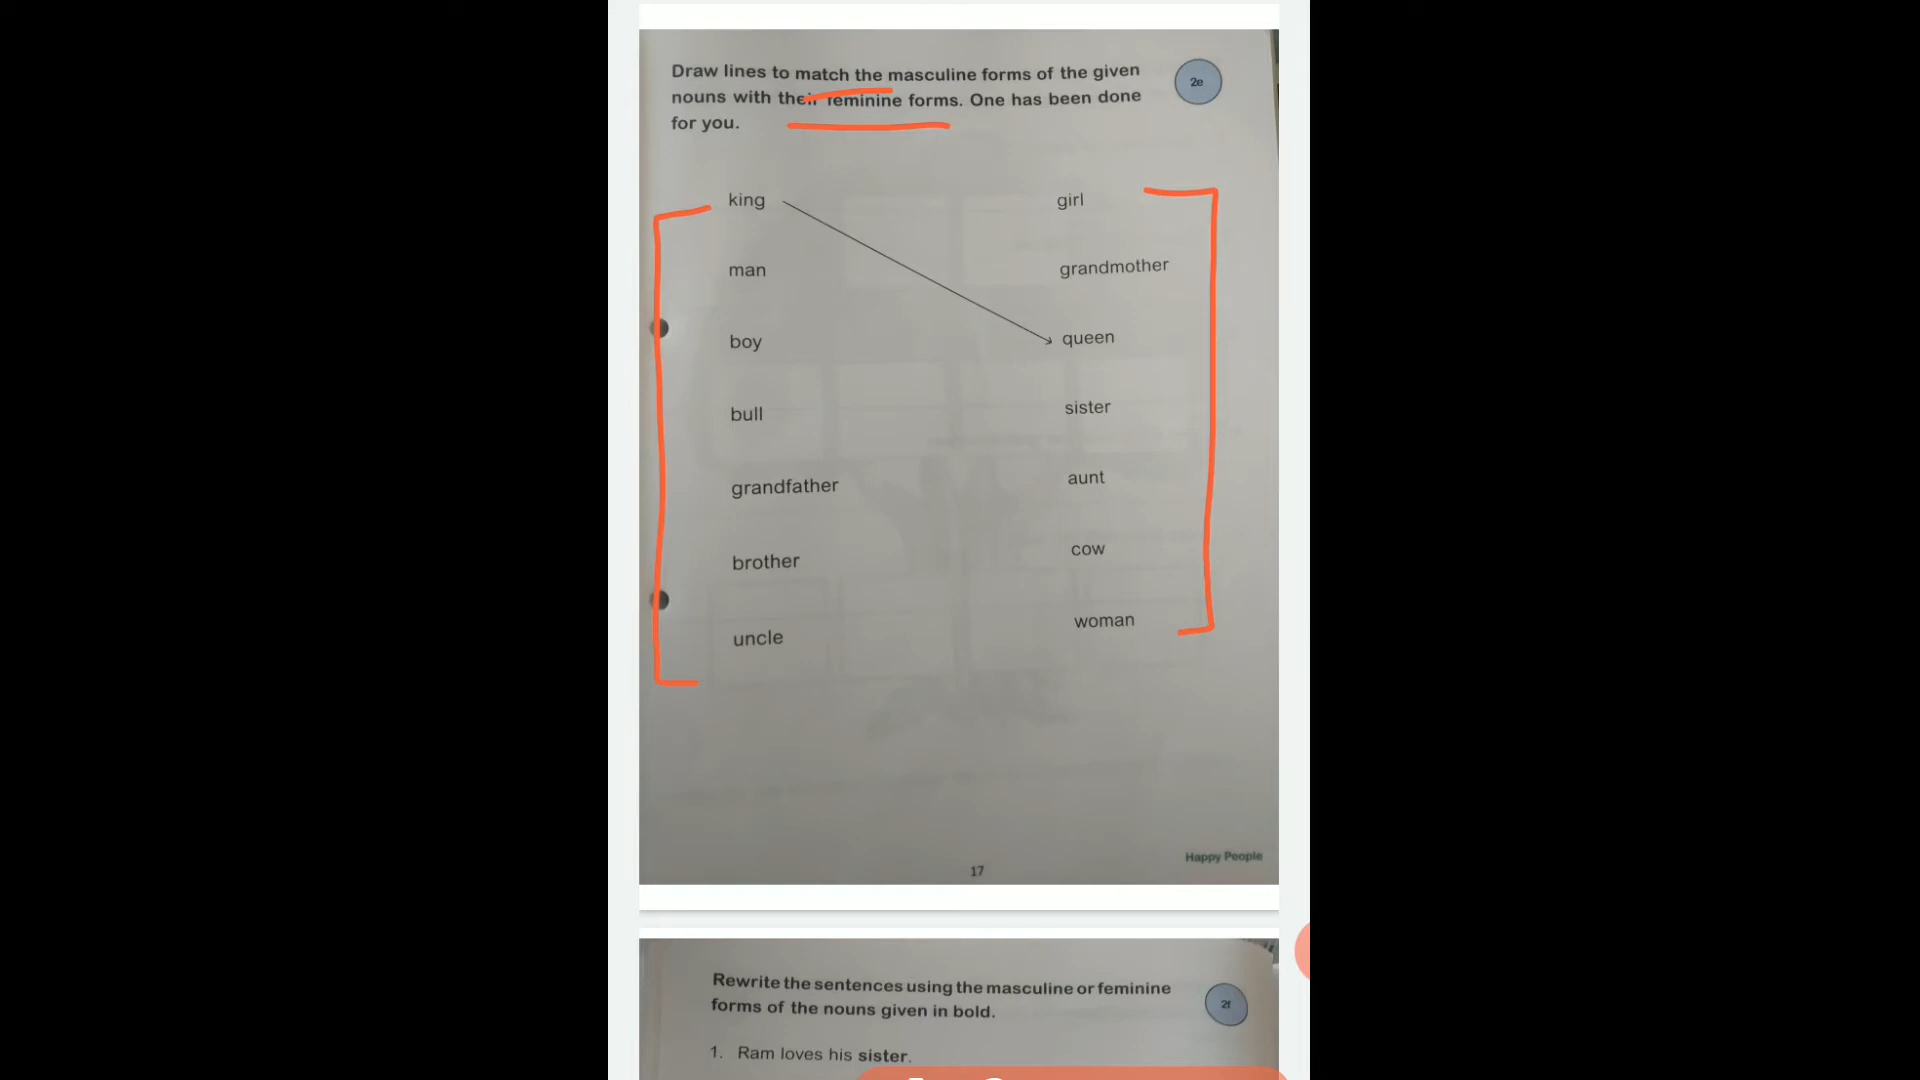 Draw lines to match the masculine forms of the given
nouns with their feminine forms. One has been done
for you.
2e
king
girl
man
grandmother
boy
queen
bull
sister
grandfather
aunt
brother
cow
uncle
woman
17
Happy People
Rewrite the sentences using the masculine or feminine
forms of the nouns given in bold.
2f
1. Ram loves his sister.